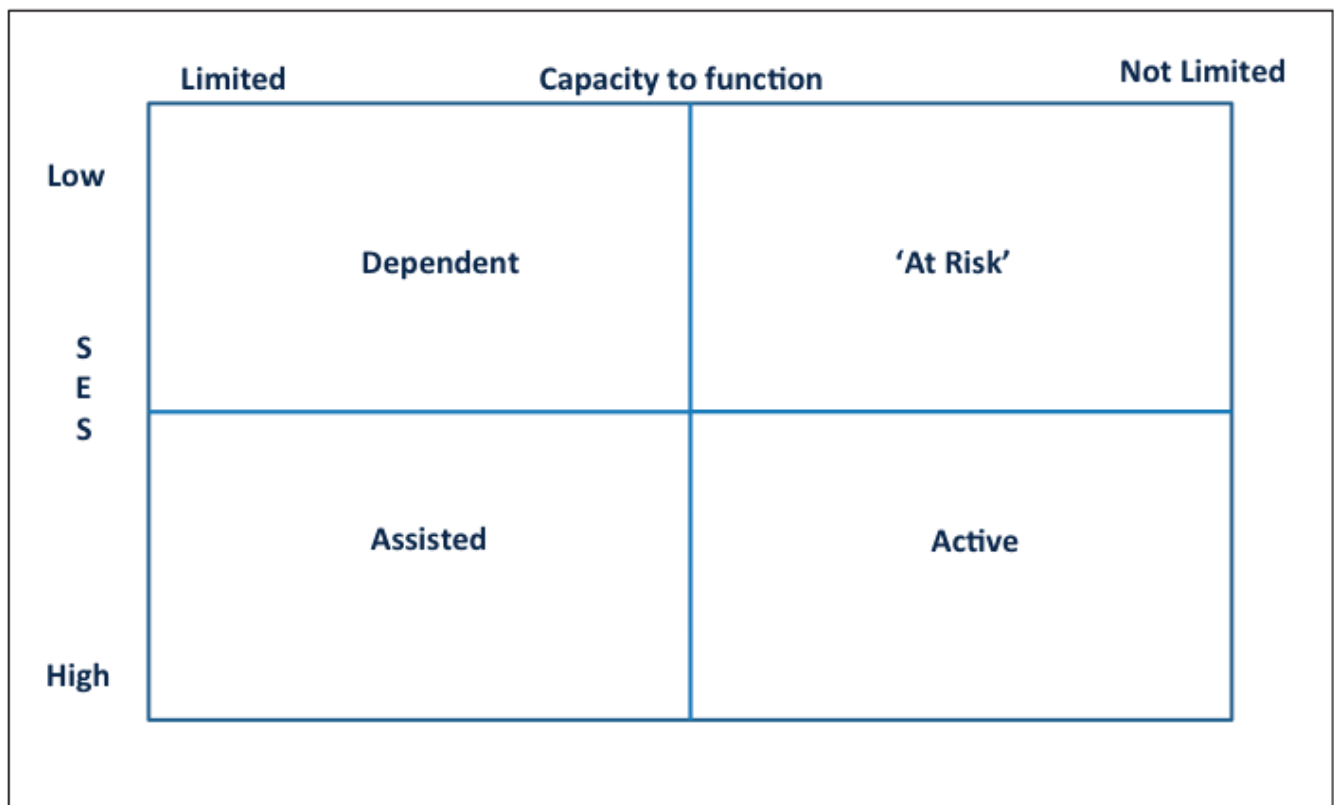 Limited Capacity to function Not Limited
Low
Dependent ‘At Risk’
S
E
S
Assisted Active
High